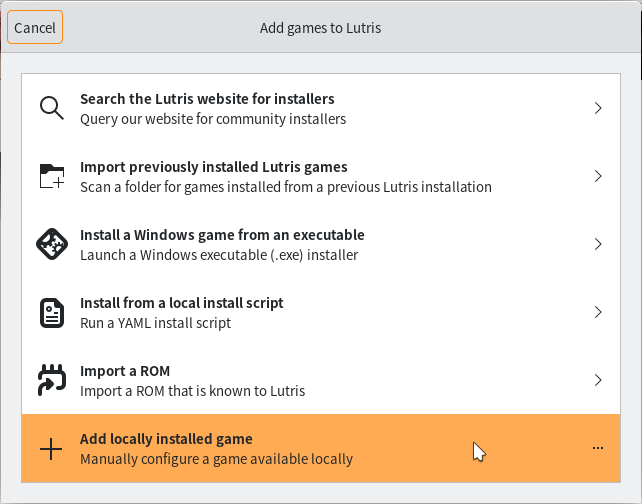 Cancel
Add games to Lutris
Search the Lutris website for installers
Query our website for community installers
Import previously installed Lutris games
Scan a folder for games installed from a previous Lutris installation
Install a Windows game from an executable
Launch a Windows executable (.exe) installer
Install from a local install script
Run a YAML install script
Import a ROM
Import a ROM that is known to Lutris
Add locally installed game
Manually configure a game available locally